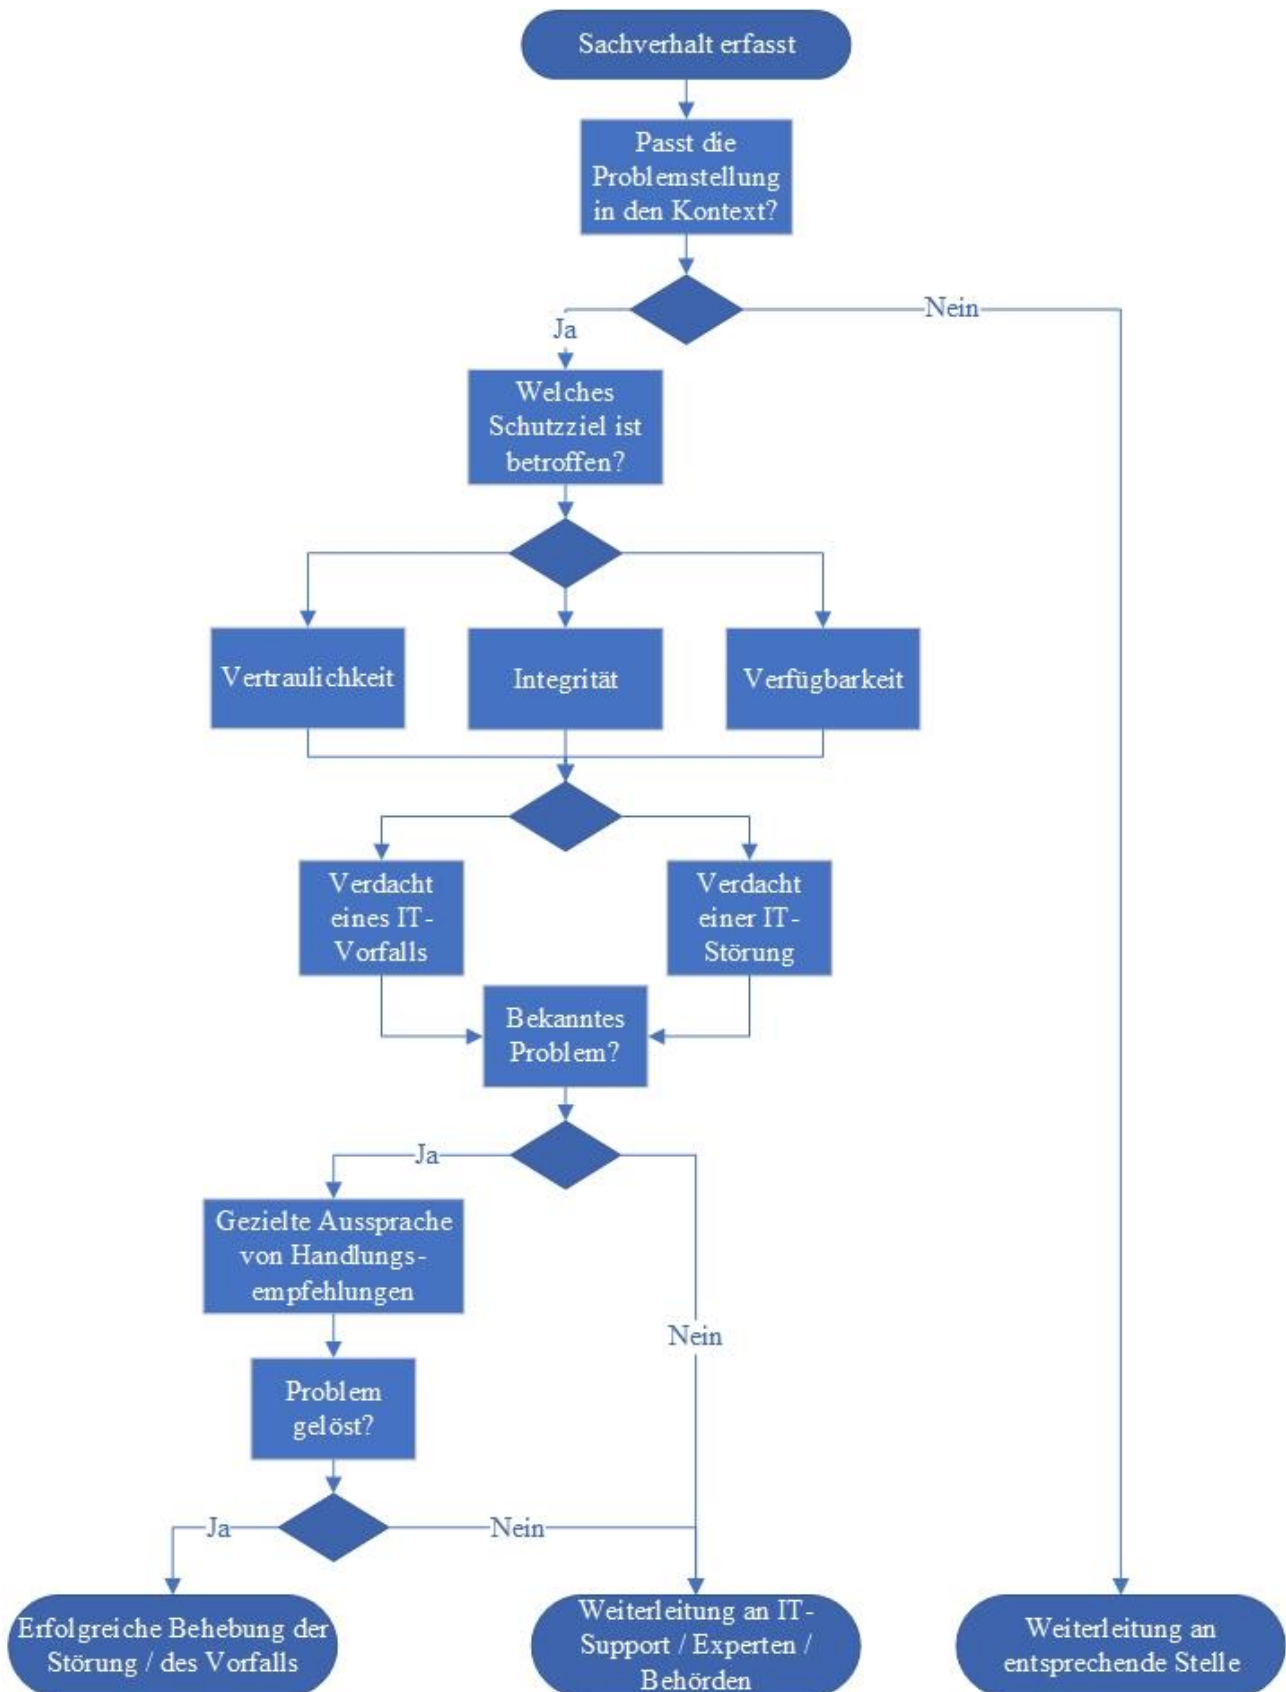 Sachverhalt erfasst
Passt die
Problemstellung
in den Kontext?
Ja
Nein
Welches
Schutzziel ist
betroffen?
Vertraulichkeit
Integrität
Verfügbarkeit
Verdacht
eines IT-
Vorfalls
Verdacht
einer IT-
Störung
Bekanntes
Problem?
Ja
Gezielte Aussprache
von Handlungs-
empfehlungen
Nein
Problem
gelöst?
Ja
Nein
Erfolgreiche Behebung der
Störung / des Vorfalls
Weiterleitung an IT-
Support / Experten /
Behörden
Weiterleitung an
entsprechende Stelle